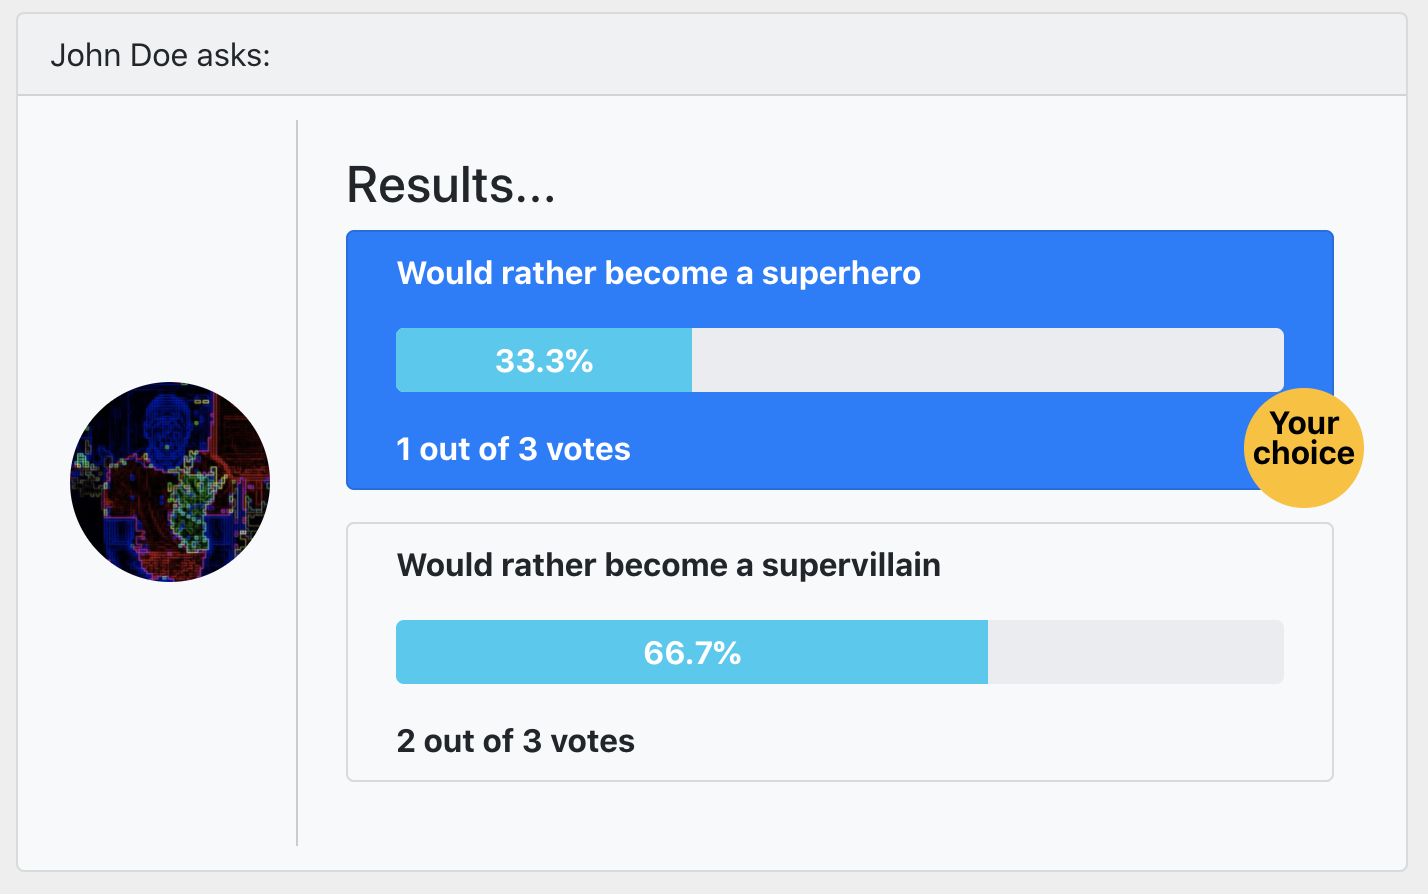 John Doe asks:
Results...
Would rather become a superhero
33.3%
1 out of 3 votes
Your
choice
Would rather become a supervillain
66.7%
2 out of 3 votes